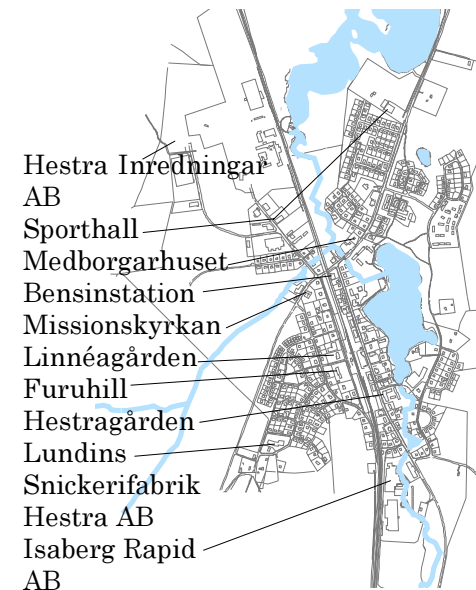 Hestra Inredningar
AB
Sporthall
Medborgarhuset
Bensinstation
Missionskyrkan
Linnéagården
Furuhill
Hestragården
Lundins
Snickerifabrik
Hestra AB
Isaberg Rapid
AB